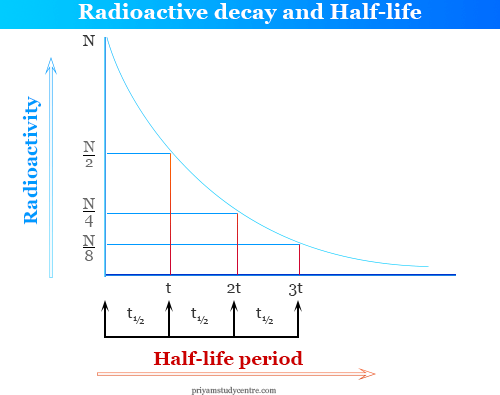 Radioactive decay and Half-life
N
Radioactivity
N
2
N
4
N
8
t 2t 3t
t½ t½ t½
Half-life period
priyamstudycentre.com